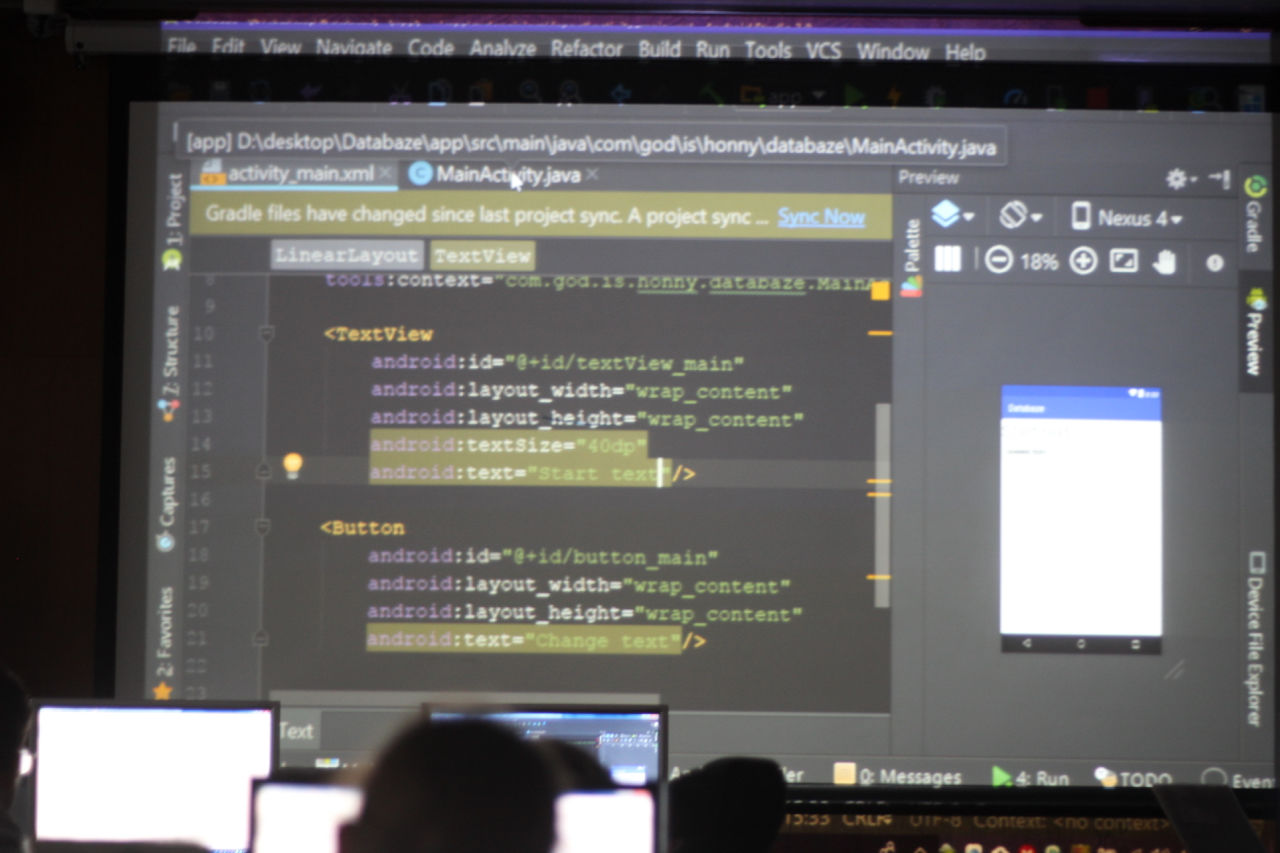 File Edit View Navigate Code Analyze Refactor Build Run Tools VCS Window Help
app
[app] D:\desktop\Databaze\app\src\main\java\com\god\is\honny\databaze\MainActivity.java
activity_main.xml MainActivity.java
Preview
Gradle files have changed since last project sync. A project sync ... Sync Now
Nexus 4
LinearLayout TextView
18%
8 tools:context="com.god.is.honny.databaze.MainA
9
10 <TextView
11 android:id="@+id/textView_main"
12 android:layout_width="wrap_content"
13 android:layout_height="wrap_content"
14 android:textSize="40dp"
15 android:text="Start text"/>
16
17 <Button
18 android:id="@+id/button_main"
19 android:layout_width="wrap_content"
20 android:layout_height="wrap_content"
21 android:text="Change text"/>
22
23
Text
1: Project
7: Structure
Captures
2: Favorites
Palette
Databaze
Gradle
Preview
Device File Explorer
0: Messages 4: Run TODO Even
15:33 CRLF UTF-8 Context: <no context>